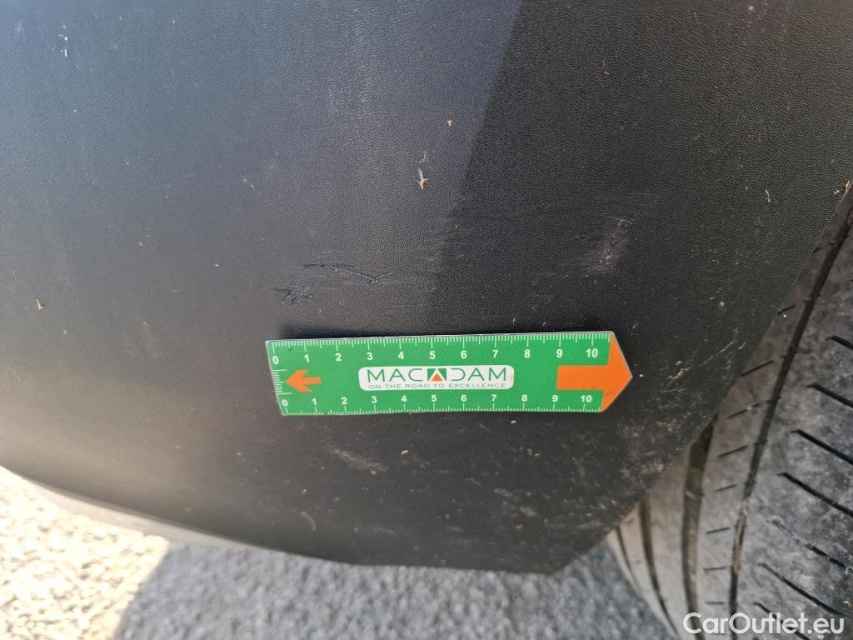 0 1 2 3 4 5 6 7 8 9 10
MACADAM
ON THE ROAD TO EXCELLENCE
0 1 2 3 4 5 6 7 8 9 10
CarOutlet.eu